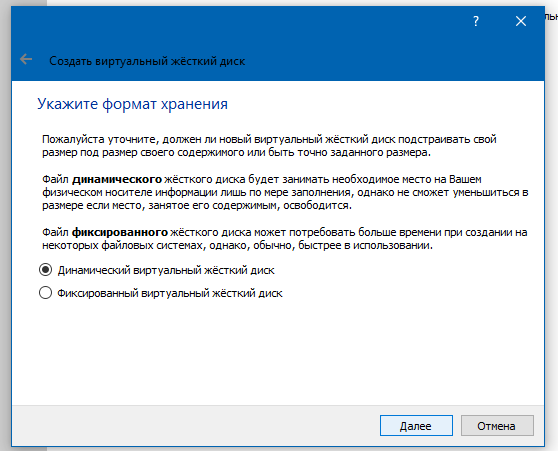 ?
льн
Создать виртуальный жёсткий диск
Укажите формат хранения
Пожалуйста уточните, должен ли новый виртуальный жёсткий диск подстраивать свой
размер под размер своего содержимого или быть точно заданного размера.
Файл динамического жёсткого диска будет занимать необходимое место на Вашем
физическом носителе информации лишь по мере заполнения, однако не сможет уменьшиться в
размере если место, занятое его содержимым, освободится.
Файл фиксированного жёсткого диска может потребовать больше времени при создании на
некоторых файловых системах, однако, обычно, быстрее в использовании.
Динамический виртуальный жёсткий диск
Фиксированный виртуальный жёсткий диск
Далее
Отмена